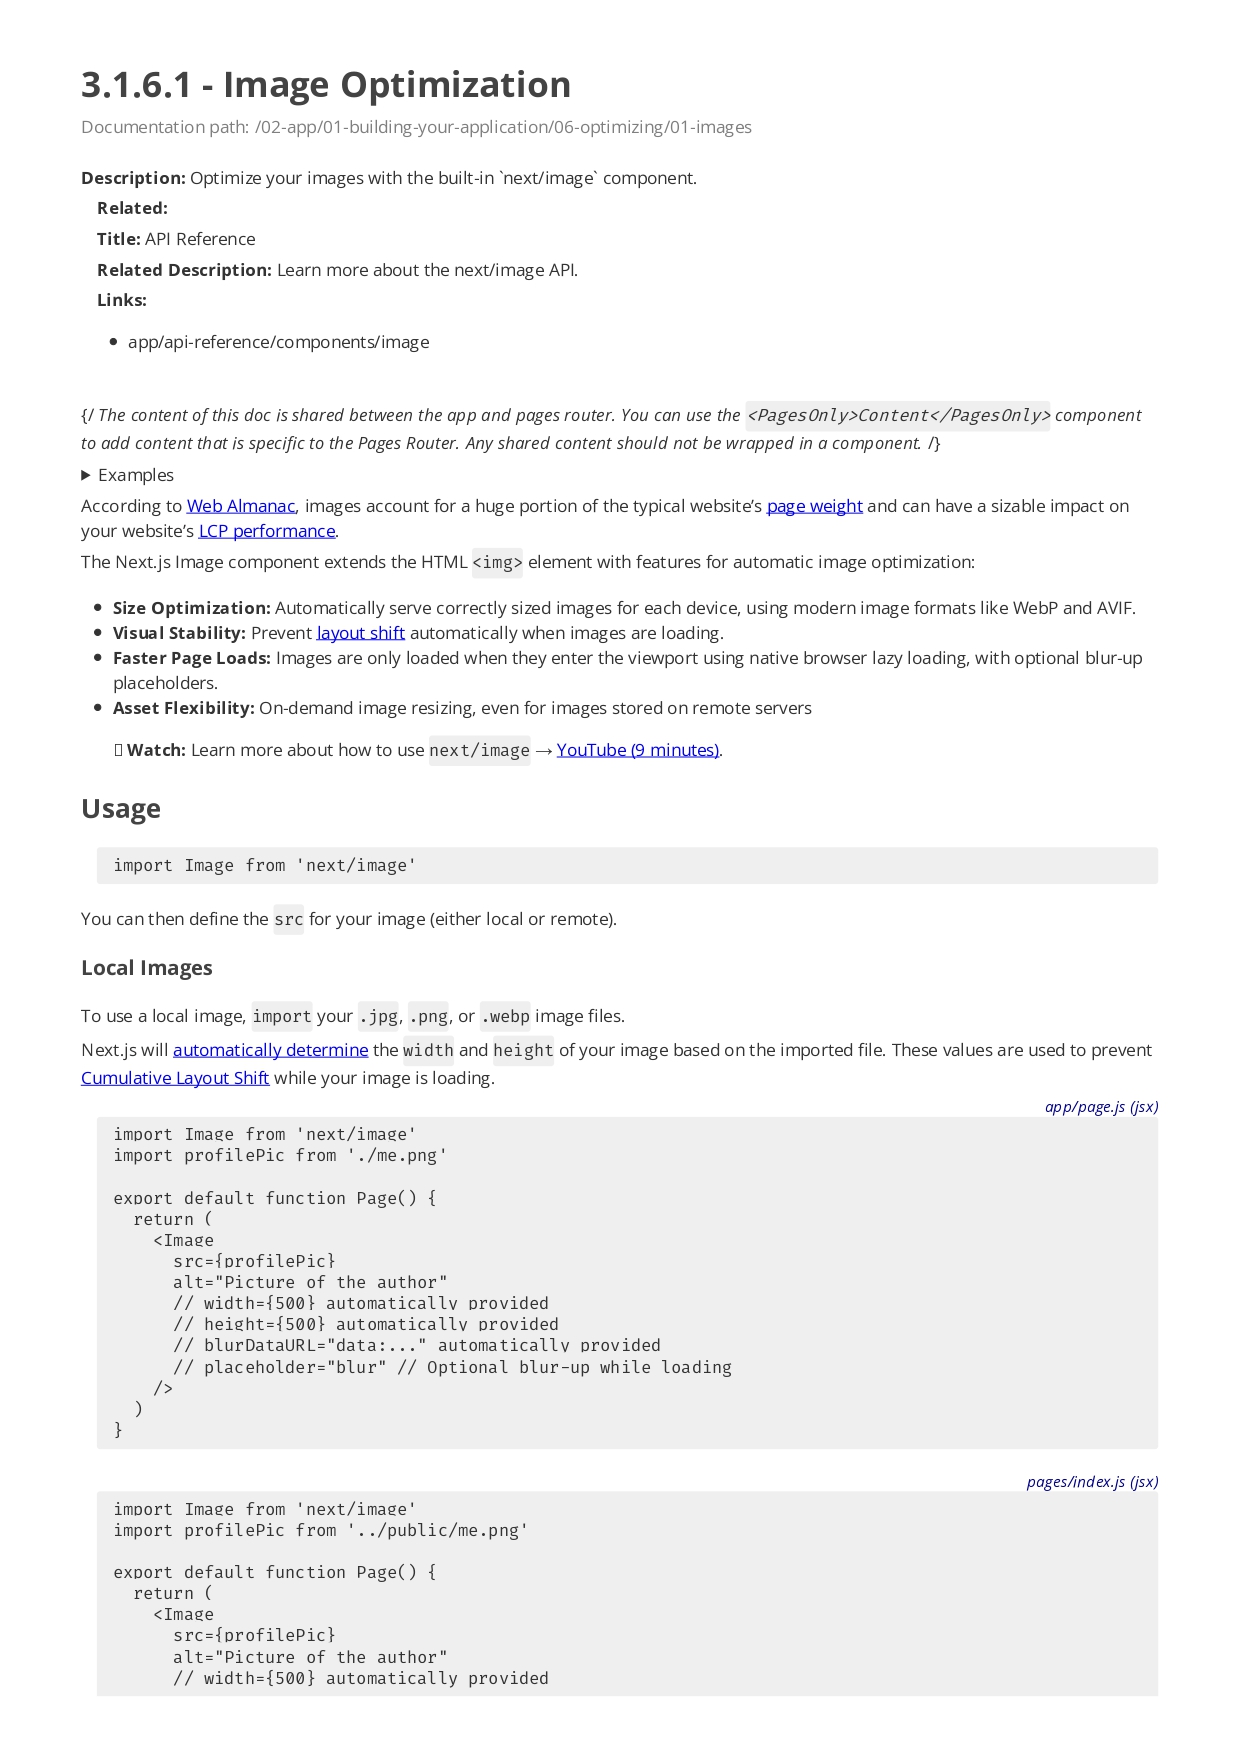 3.1.6.1 - Image Optimization
Documentation path: /02-app/01-building-your-application/06-optimizing/01-images
Description: Optimize your images with the built-in `next/image` component.
Related:
Title: API Reference
Related Description: Learn more about the next/image API.
Links:
app/api-reference/components/image
{/ The content of this doc is shared between the app and pages router. You can use the <PagesOnly>Content</PagesOnly> component
to add content that is specific to the Pages Router. Any shared content should not be wrapped in a component. /}
Examples
According to Web Almanac, images account for a huge portion of the typical website’s page weight and can have a sizable impact on
your website’s LCP performance.
The Next.js Image component extends the HTML <img> element with features for automatic image optimization:
Size Optimization: Automatically serve correctly sized images for each device, using modern image formats like WebP and AVIF.
Visual Stability: Prevent layout shift automatically when images are loading.
Faster Page Loads: Images are only loaded when they enter the viewport using native browser lazy loading, with optional blur-up
placeholders.
Asset Flexibility: On-demand image resizing, even for images stored on remote servers
Watch: Learn more about how to use next/image → YouTube (9 minutes).
Usage
import Image from 'next/image'
You can then define the src for your image (either local or remote).
Local Images
To use a local image, import your .jpg, .png, or .webp image files.
Next.js will automatically determine the width and height of your image based on the imported file. These values are used to prevent
Cumulative Layout Shift while your image is loading.
app/page.js (jsx)
import Image from 'next/image'
import profilePic from './me.png'
export default function Page() {
  return (
    <Image
      src={profilePic}
      alt="Picture of the author"
      // width={500} automatically provided
      // height={500} automatically provided
      // blurDataURL="data:..." automatically provided
      // placeholder="blur" // Optional blur-up while loading
    />
  )
}
pages/index.js (jsx)
import Image from 'next/image'
import profilePic from '../public/me.png'
export default function Page() {
  return (
    <Image
      src={profilePic}
      alt="Picture of the author"
      // width={500} automatically provided